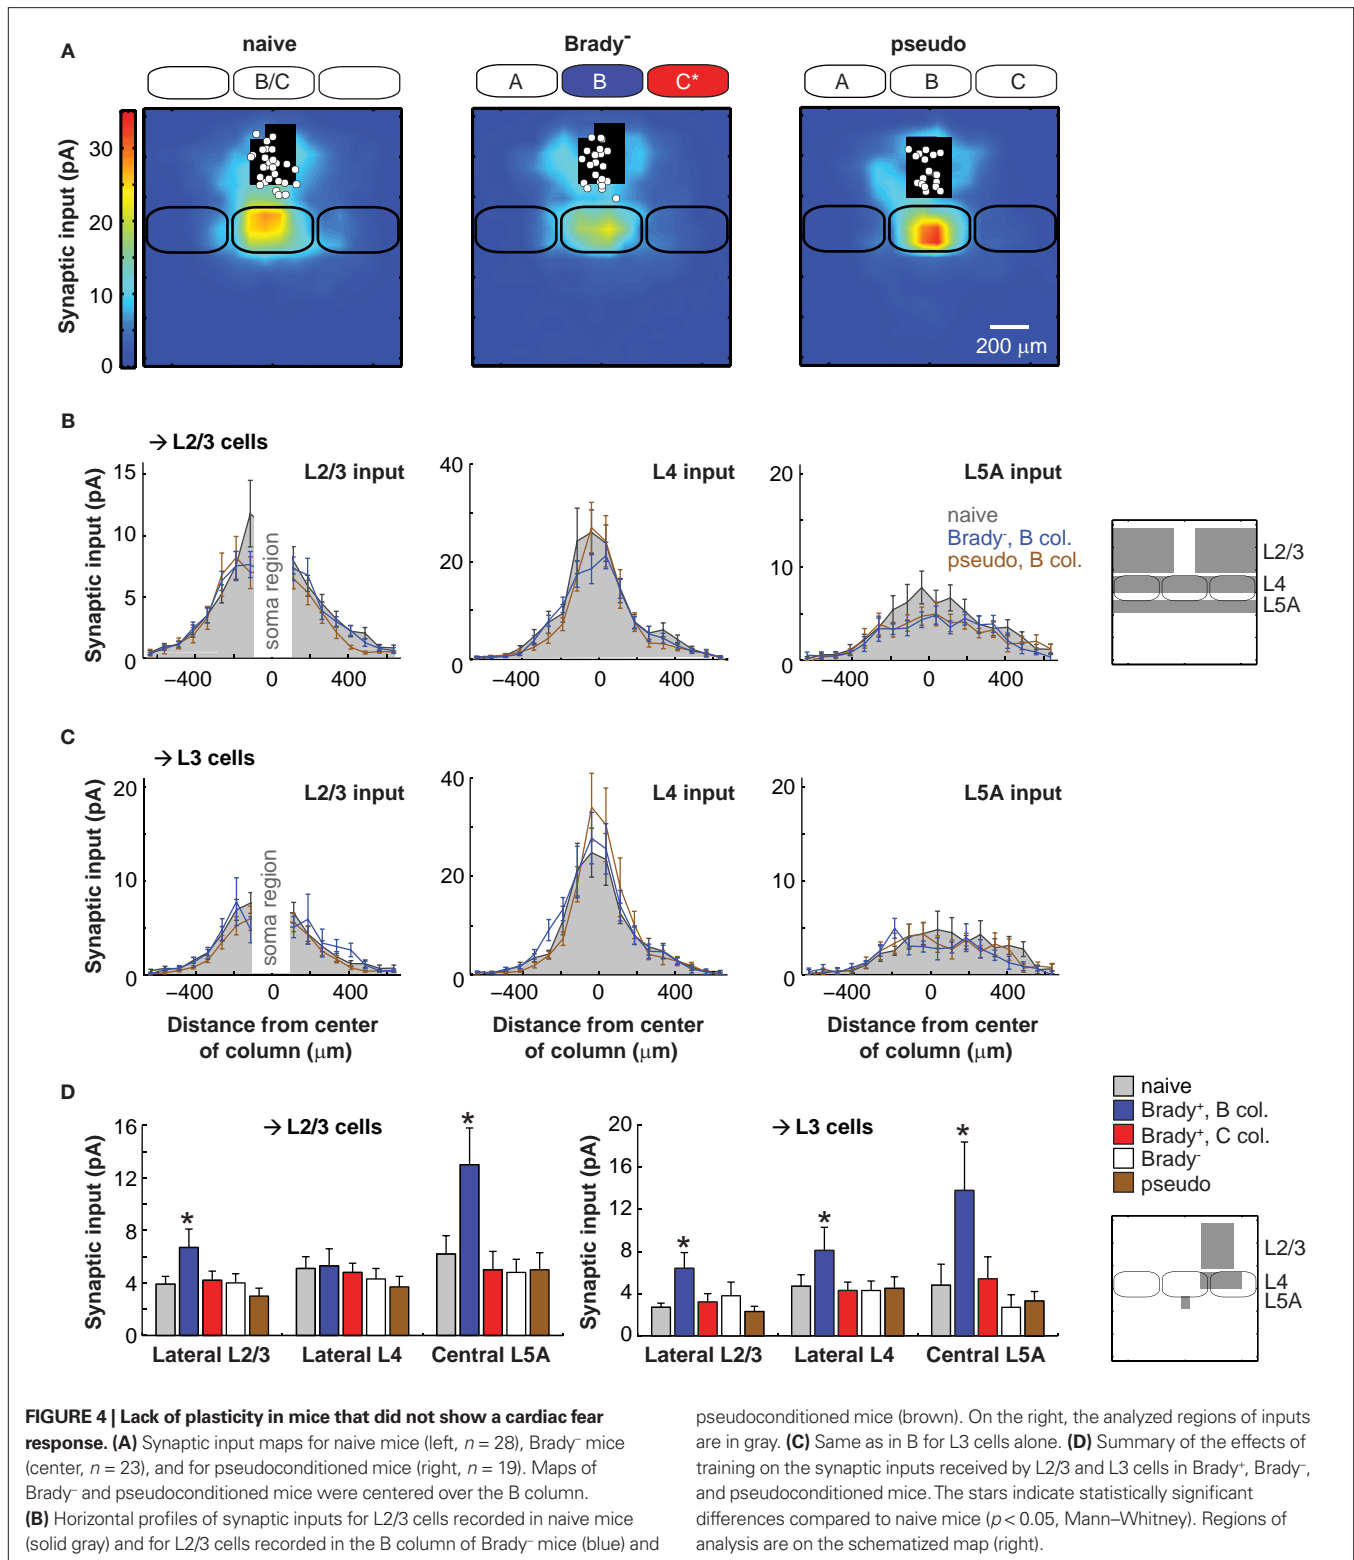 A
naive
Brady-
pseudo
B/C
A
B
C*
A
B
C
Synaptic input (pA)
30
20
10
0
200 μm
B
→ L2/3 cells
L2/3 input
L4 input
L5A input
Synaptic input (pA)
15
10
5
0
40
20
0
20
10
0
soma region
naive
Brady-, B col.
pseudo, B col.
L2/3
L4
L5A
−400 0 400
−400 0 400
−400 0 400
C
→ L3 cells
L2/3 input
L4 input
L5A input
Synaptic input (pA)
20
10
0
40
20
0
20
10
0
soma region
−400 0 400
−400 0 400
−400 0 400
Distance from center
of column (μm)
Distance from center
of column (μm)
Distance from center
of column (μm)
D
→ L2/3 cells
Synaptic input (pA)
16
12
8
4
0
*
*
Lateral L2/3 Lateral L4 Central L5A
→ L3 cells
Synaptic input (pA)
20
16
12
8
4
0
*
*
*
Lateral L2/3 Lateral L4 Central L5A
naive
Brady+, B col.
Brady+, C col.
Brady-
pseudo
L2/3
L4
L5A
FIGURE 4 | Lack of plasticity in mice that did not show a cardiac fear
response. (A) Synaptic input maps for naive mice (left, n = 28), Brady− mice
(center, n = 23), and for pseudoconditioned mice (right, n = 19). Maps of
Brady− and pseudoconditioned mice were centered over the B column.
(B) Horizontal profiles of synaptic inputs for L2/3 cells recorded in naive mice
(solid gray) and for L2/3 cells recorded in the B column of Brady− mice (blue) and
pseudoconditioned mice (brown). On the right, the analyzed regions of inputs
are in gray. (C) Same as in B for L3 cells alone. (D) Summary of the effects of
training on the synaptic inputs received by L2/3 and L3 cells in Brady+, Brady−,
and pseudoconditioned mice. The stars indicate statistically significant
differences compared to naive mice (p < 0.05, Mann–Whitney). Regions of
analysis are on the schematized map (right).